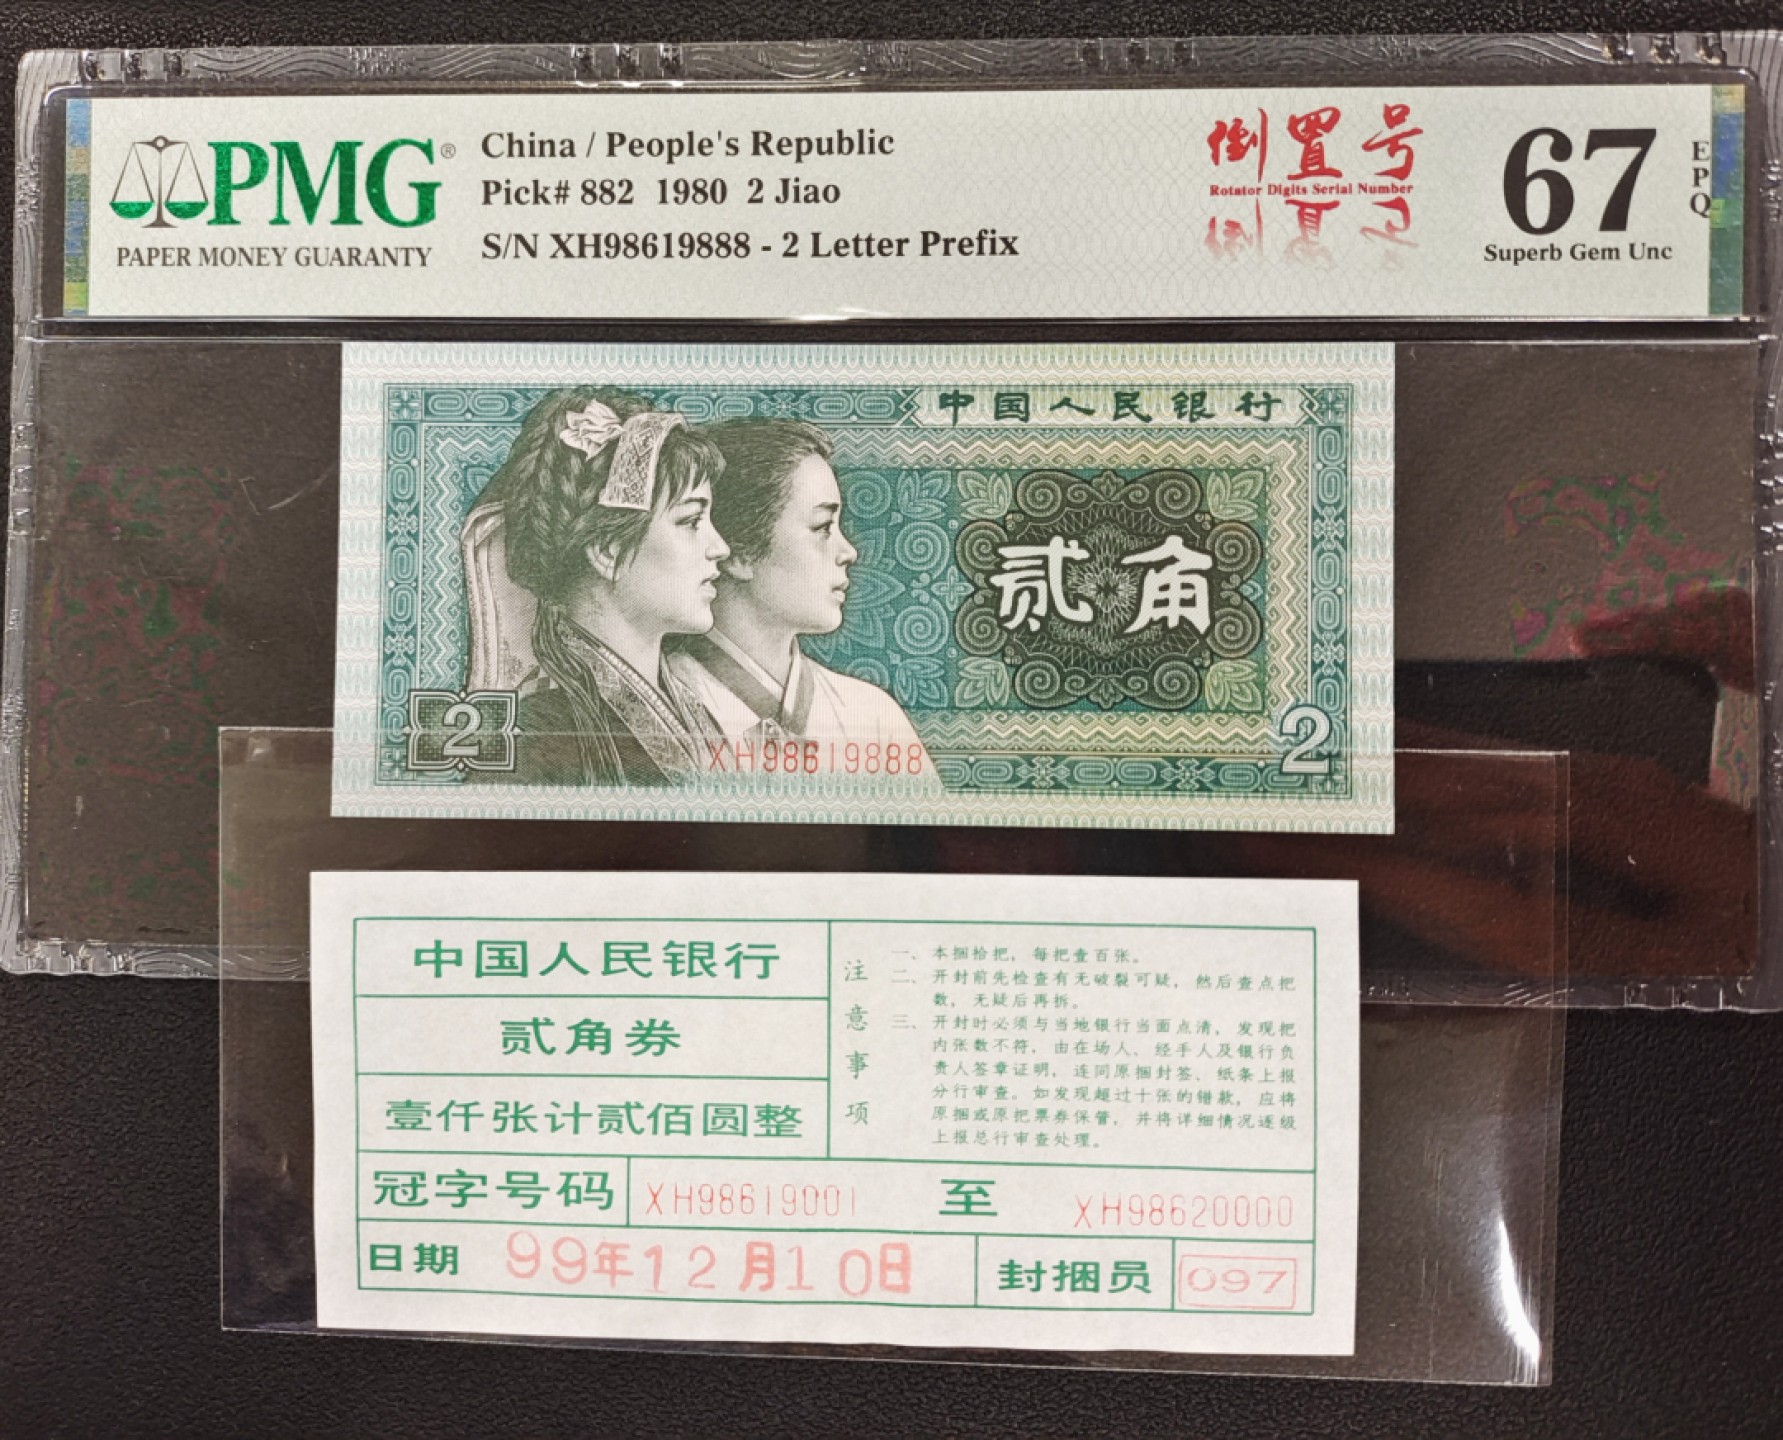 PMG®
PAPER MONEY GUARANTY
China / People's Republic
Pick# 882 1980 2 Jiao
S/N XH98619888 - 2 Letter Prefix
倒置号
Rotator Digits Serial Number
67
EPQ
Superb Gem Unc
中国人民银行
贰角
2
2
XH98619888
中国人民银行
贰角券
壹仟张计贰佰圆整
注意事项
一、本捆拾把，每把壹百张。
二、开封前先检查有无破裂可疑，然后查点把
数，无疑后再拆。
三、开封时必须与当地银行当面点清，发现把
内张数不符，由在场人、经手人及银行负
责人签章证明，连同原捆封签、纸条上报
分行审查。如发现超过十张的错款，应将
原捆或原把票券保管，并将详细情况逐级
上报总行审查处理。
冠字号码 XH98619001 至 XH98620000
日期 99年12月10日 封捆员 097